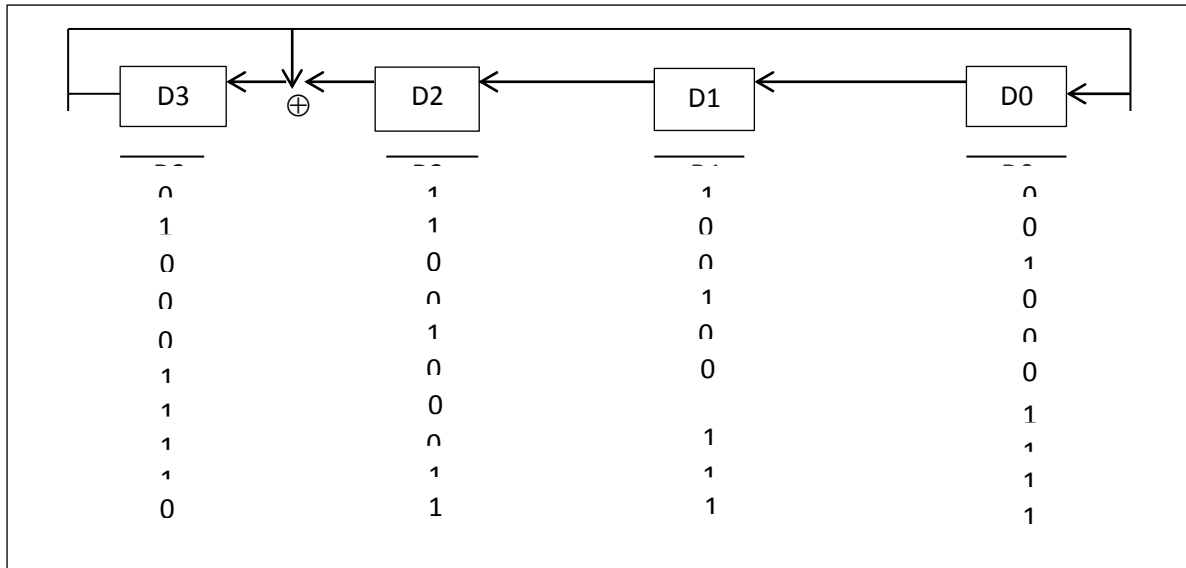 D3 ⊕ D2 D1 D0
0 1 1 0
1 1 0 0
0 0 0 1
0 0 1 0
0 1 0 0
1 0 0 0
1 0 1
1 0 1 1
1 1 1 1
0 1 1 1